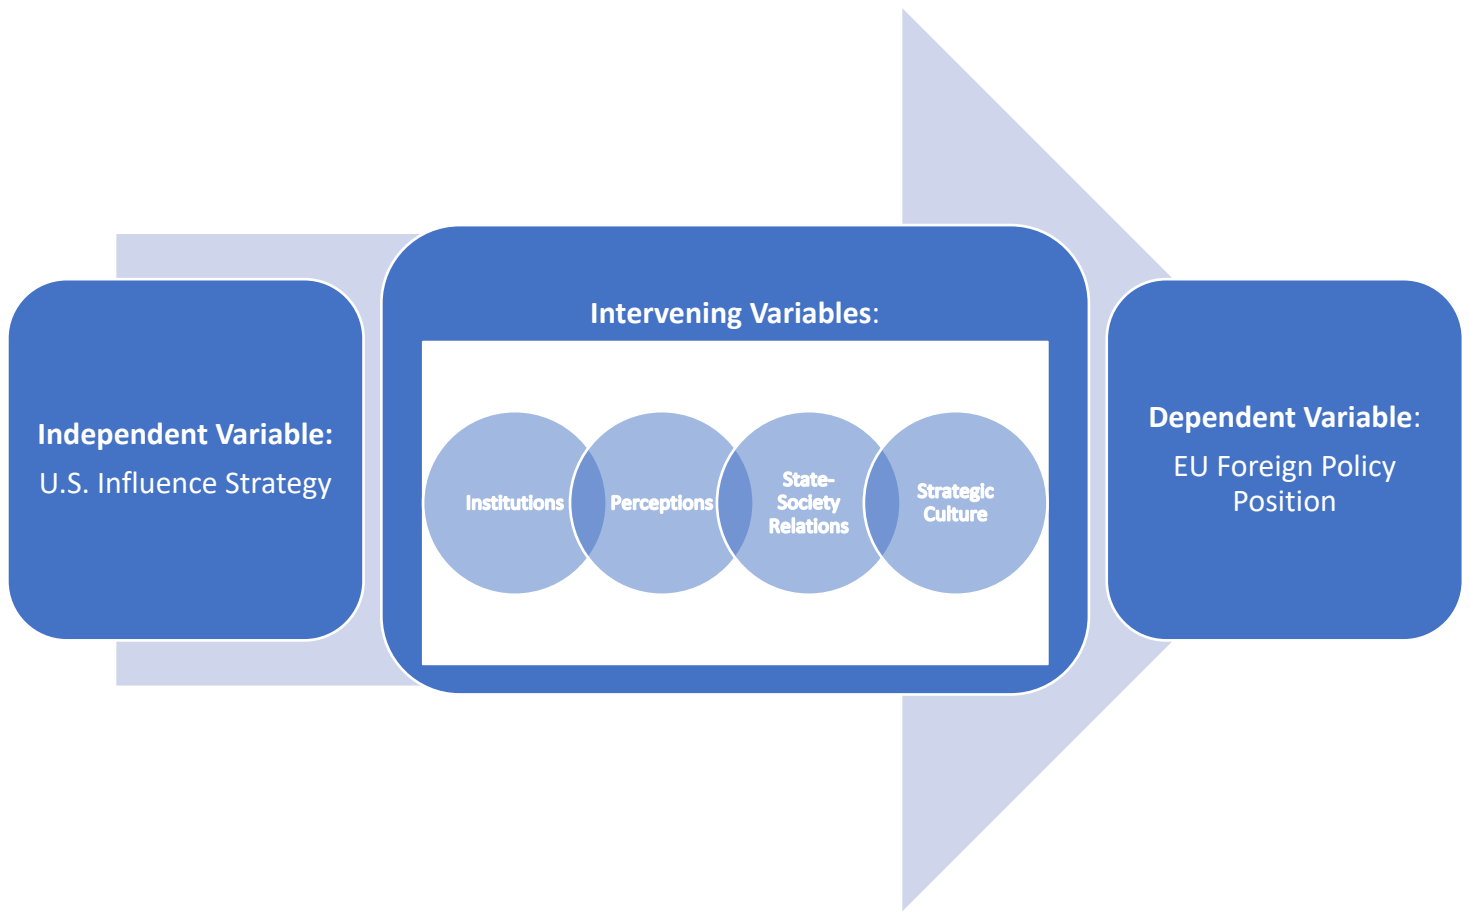 Intervening Variables:
Independent Variable:
U.S. Influence Strategy
Institutions
Perceptions
State-
Society
Relations
Strategic
Culture
Dependent Variable:
EU Foreign Policy
Position